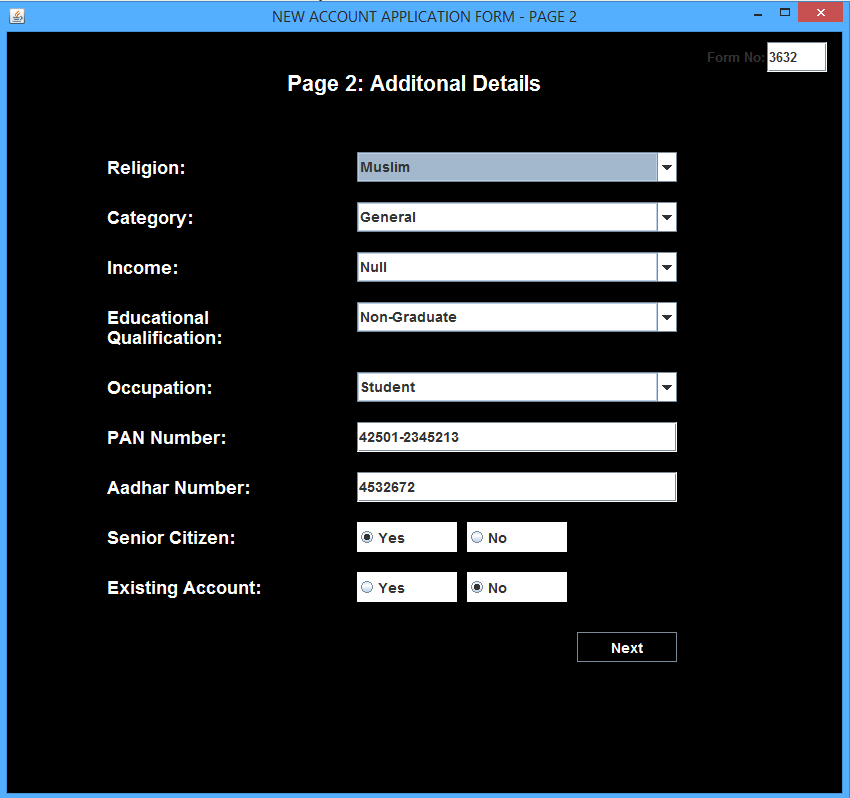 NEW ACCOUNT APPLICATION FORM - PAGE 2
Form No: 3632
Page 2: Additonal Details
Religion: Muslim
Category: General
Income: Null
Educational Non-Graduate
Qualification:
Occupation: Student
PAN Number: 42501-2345213
Aadhar Number: 4532672
Senior Citizen: Yes No
Existing Account: Yes No
Next